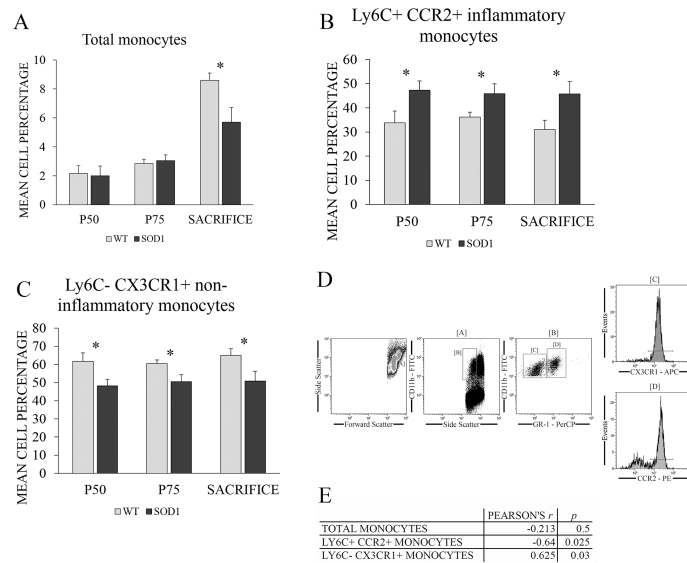 A
Total monocytes
MEAN CELL PERCENTAGE
10
8
6
4
2
0
*
P50 P75 SACRIFICE
WT SOD1
B
Ly6C+ CCR2+ inflammatory
monocytes
MEAN CELL PERCENTAGE
60
50
40
30
20
10
0
* * *
P50 P75 SACRIFICE
WT SOD1
C
Ly6C- CX3CR1+ non-
inflammatory monocytes
MEAN CELL PERCENTAGE
80
70
60
50
40
30
20
10
0
* * *
P50 P75 SACRIFICE
WT SOD1
D
Side Scatter
Forward Scatter
[A]
[B]
CD11b - FITC
Side Scatter
[B]
[C] [D]
CD11b - FITC
GR-1 - PerCP
[C]
Events
CX3CR1 - APC
[D]
Events
CCR2 - PE
E
PEARSON'S r p
TOTAL MONOCYTES -0.213 0.5
LY6C+ CCR2+ MONOCYTES -0.64 0.025
LY6C- CX3CR1+ MONOCYTES 0.625 0.03